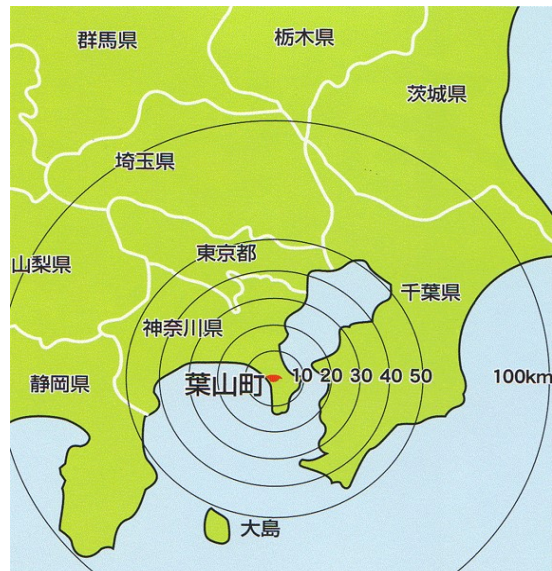 群馬県
栃木県
茨城県
埼玉県
東京都
山梨県
千葉県
神奈川県
静岡県
葉山町
10 20 30 40 50 100km
大島